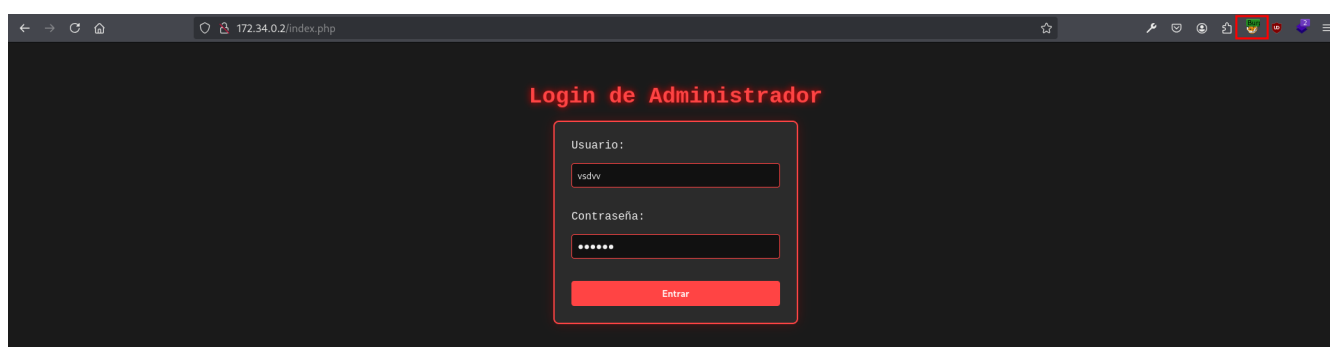 172.34.0.2/index.php
Login de Administrador
Usuario:
vsdvv
Contraseña:
••••••
Entrar